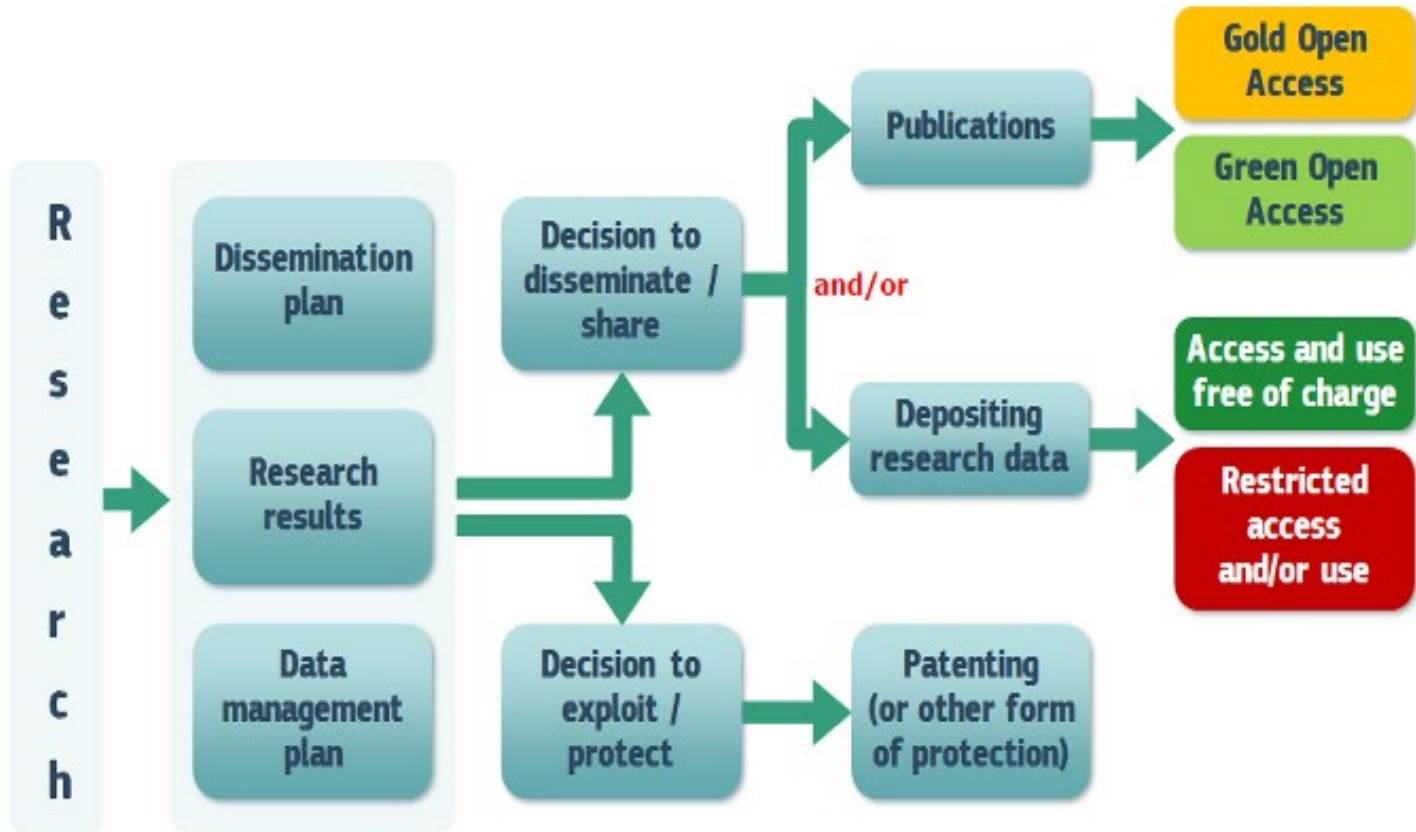 Research
Dissemination
plan
Research
results
Data
management
plan
Decision to
disseminate /
share
Decision to
exploit /
protect
and/or
Publications
Depositing
research data
Patenting
(or other form
of protection)
Gold Open
Access
Green Open
Access
Access and use
free of charge
Restricted
access
and/or use